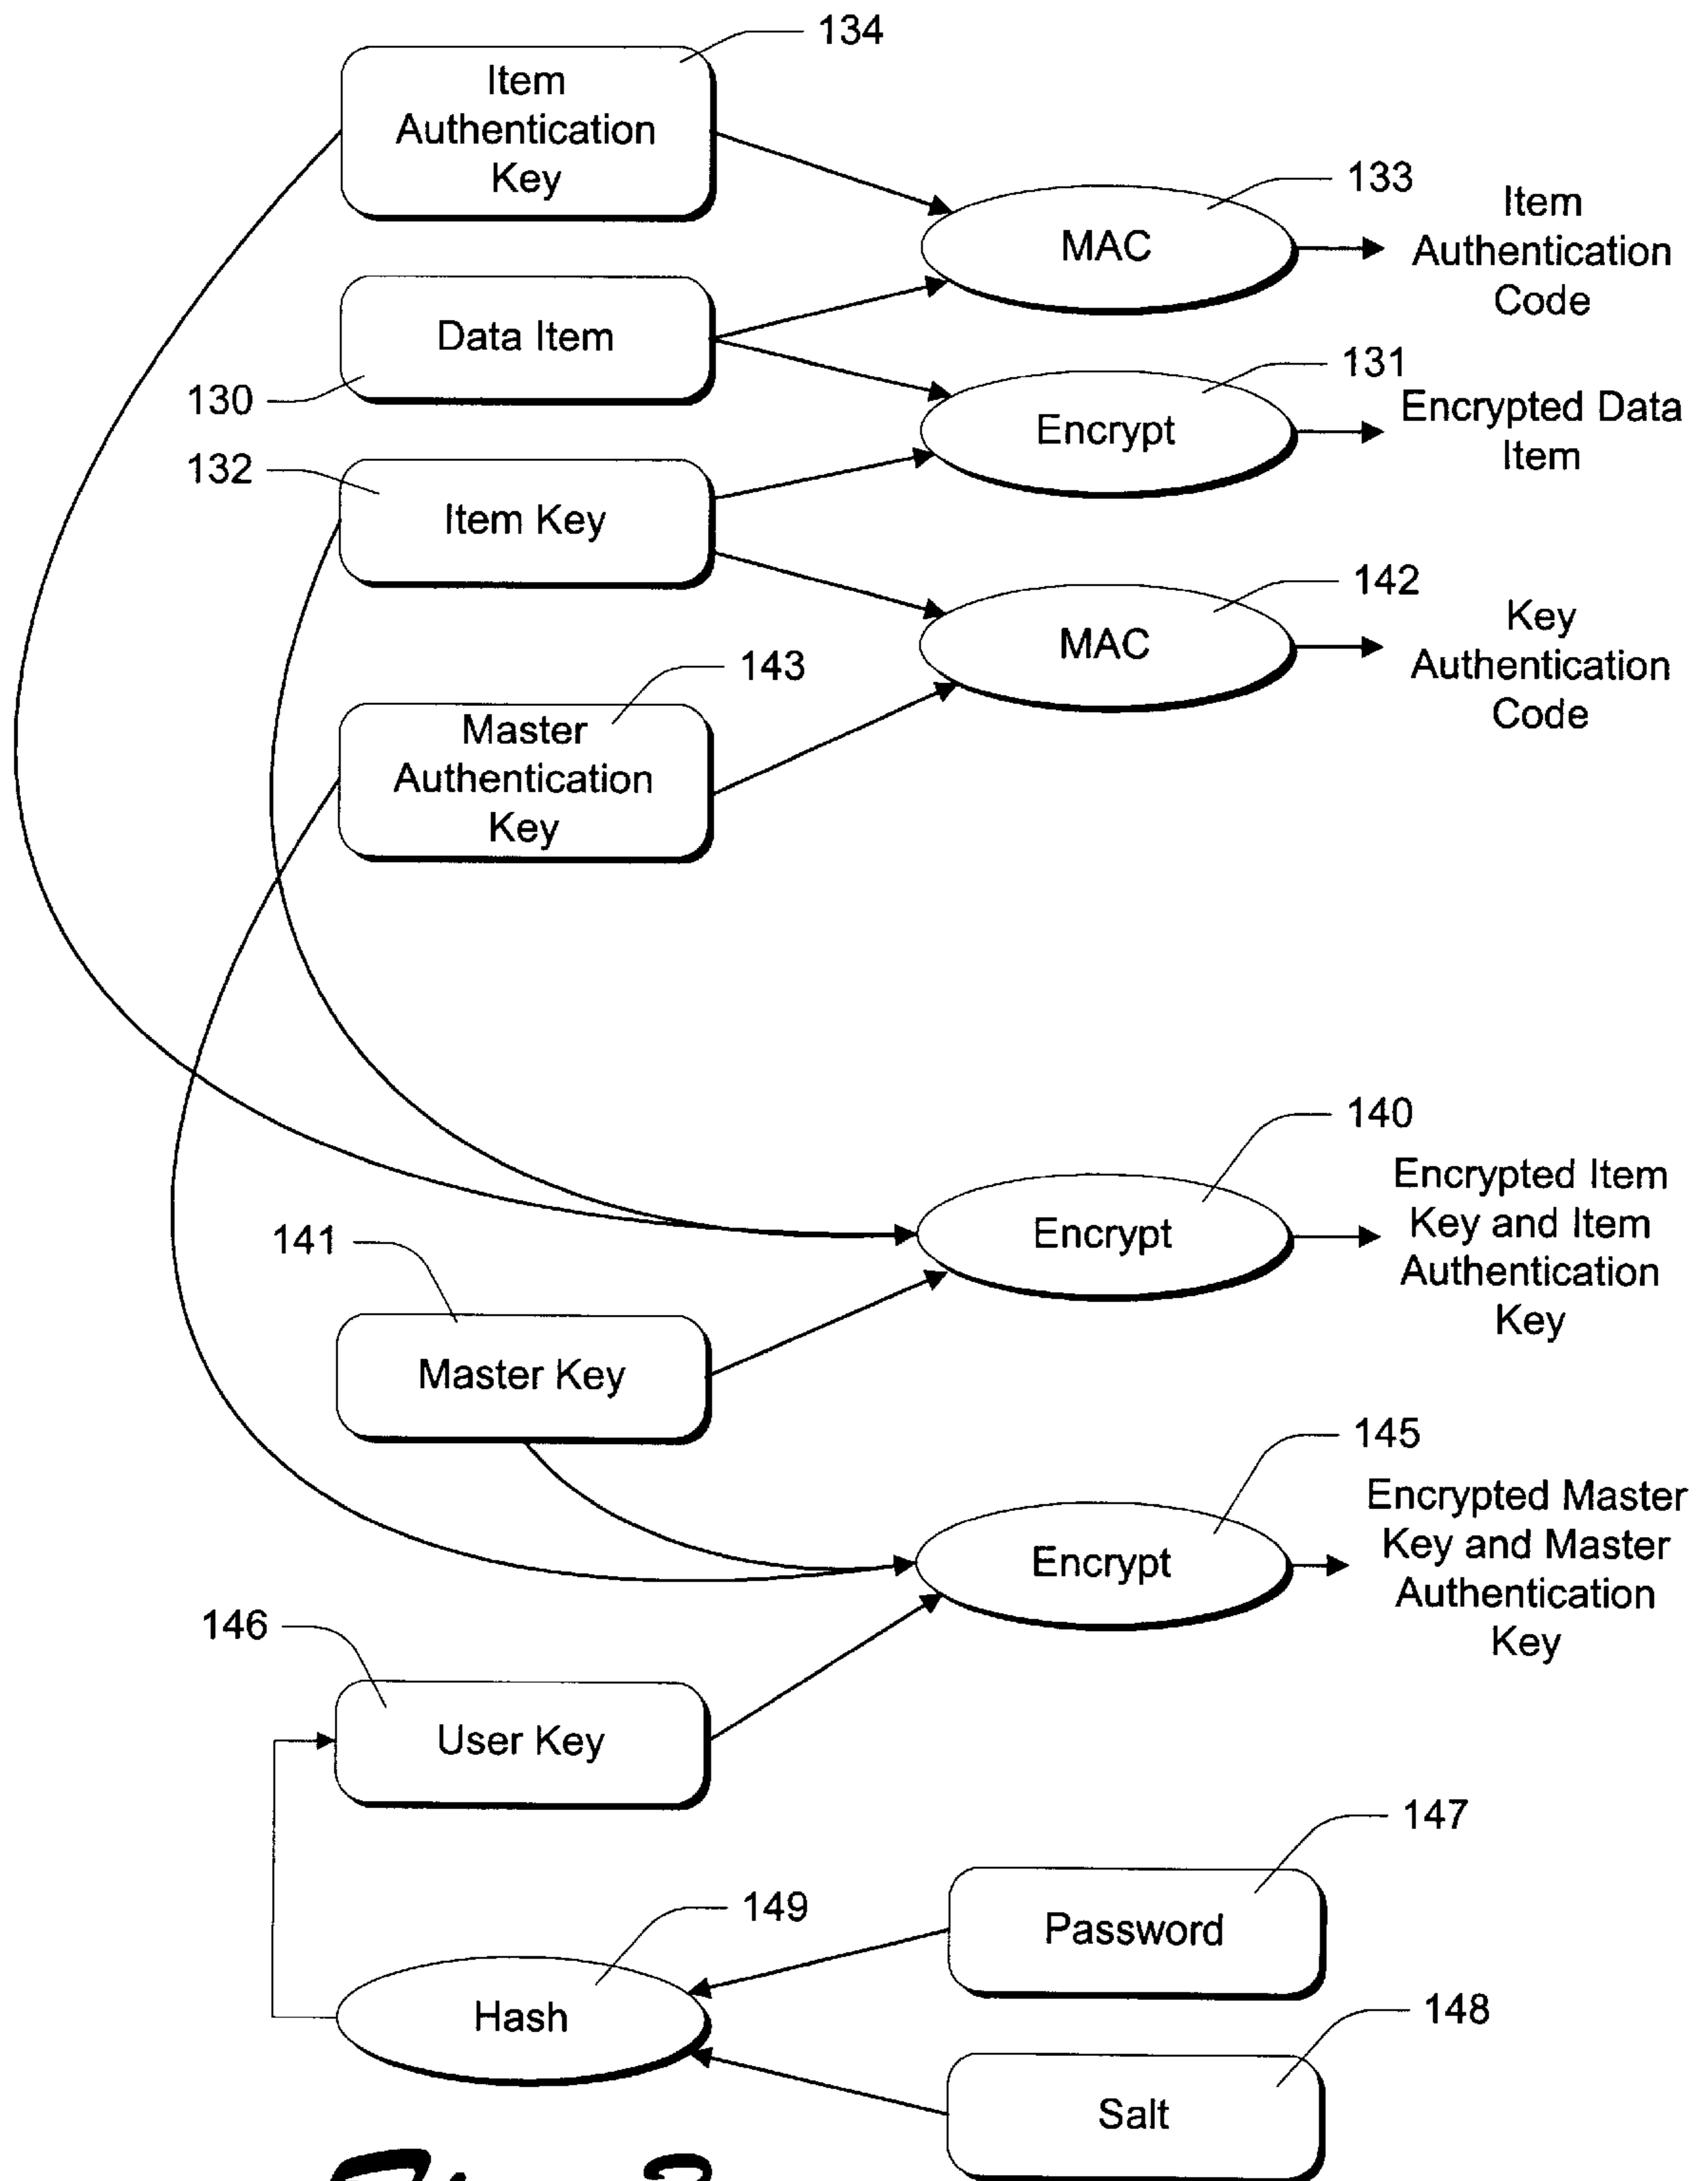 134
Item
Authentication
Key
133
Item
Authentication
Code
MAC
Data Item
130
131
Encrypted Data
Item
Encrypt
132
Item Key
142
Key
Authentication
Code
MAC
143
Master
Authentication
Key
140
Encrypted Item
Key and Item
Authentication
Key
Encrypt
141
Master Key
145
Encrypted Master
Key and Master
Authentication
Key
Encrypt
146
User Key
147
Password
149
Hash
148
Salt